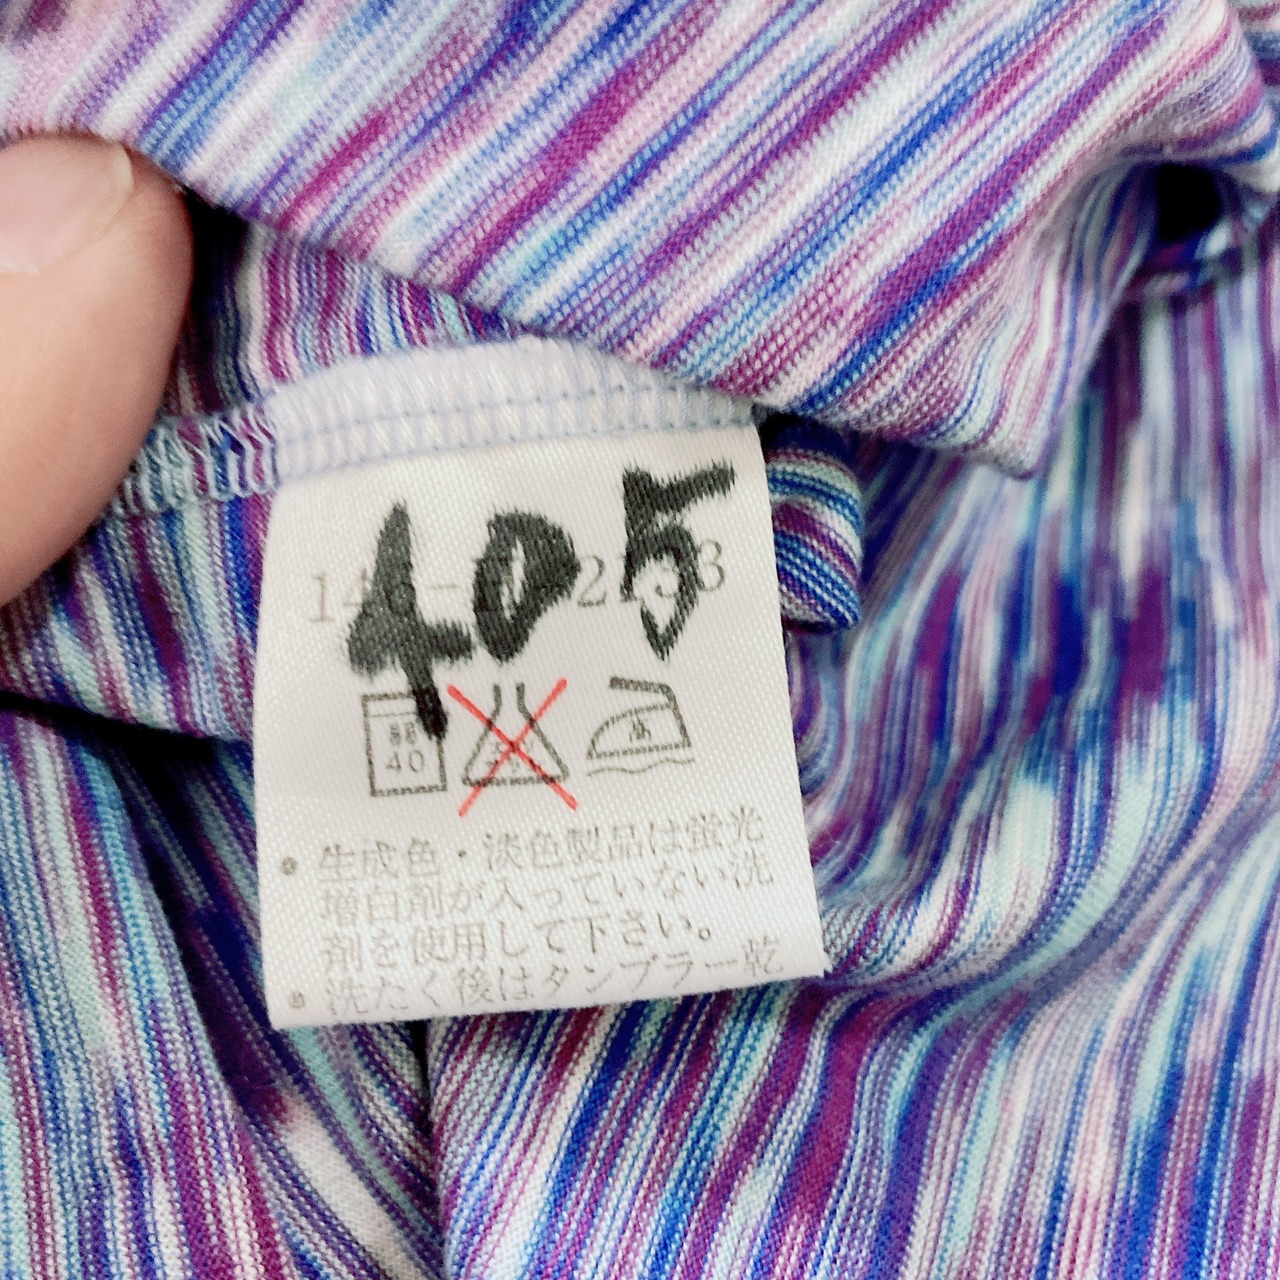 405
40
・生成色・淡色製品は蛍光
増白剤が入っていない洗
剤を使用して下さい。
・洗たく後はタンブラー乾